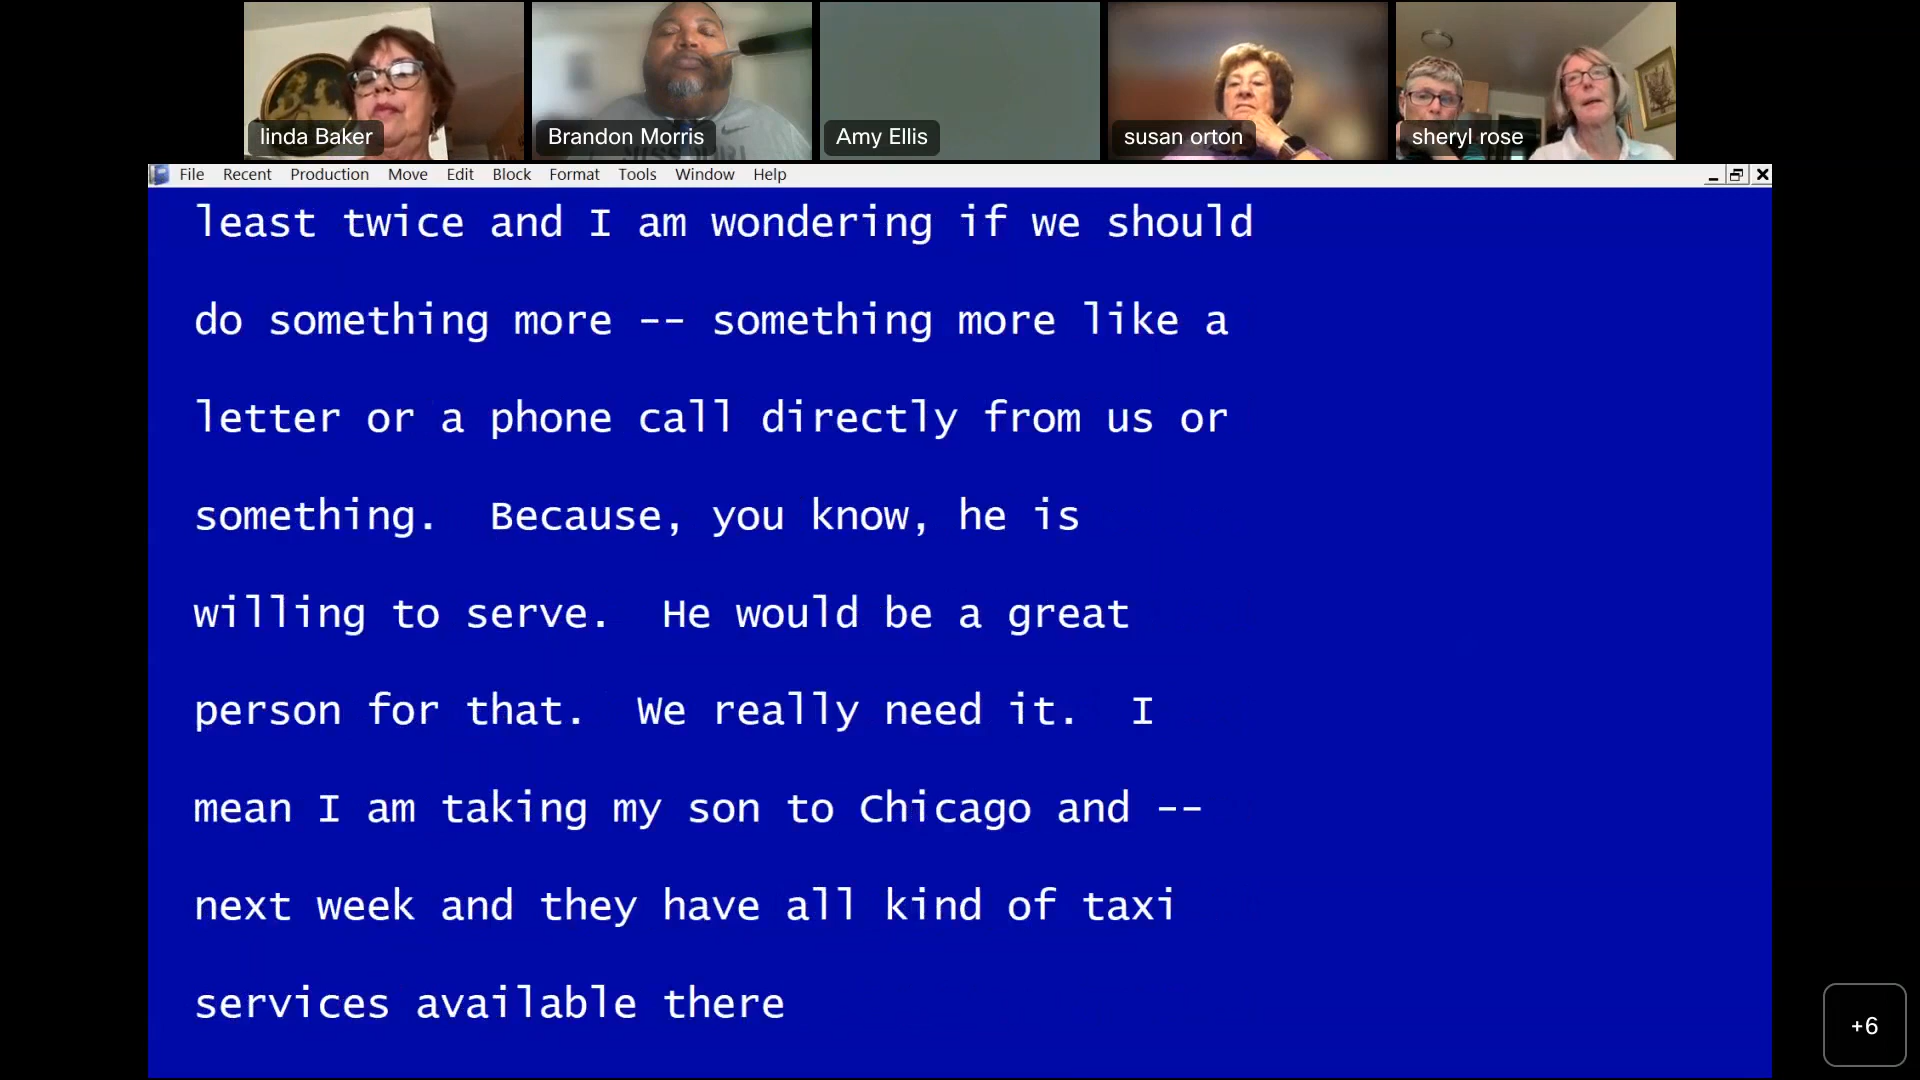 linda Baker
Brandon Morris
Amy Ellis
susan orton
sheryl rose
File Recent Production Move Edit Block Format Tools Window Help
least twice and I am wondering if we should
do something more -- something more like a
letter or a phone call directly from us or
something.  Because, you know, he is
willing to serve.  He would be a great
person for that.  We really need it.  I
mean I am taking my son to Chicago and --
next week and they have all kind of taxi
services available there
+6